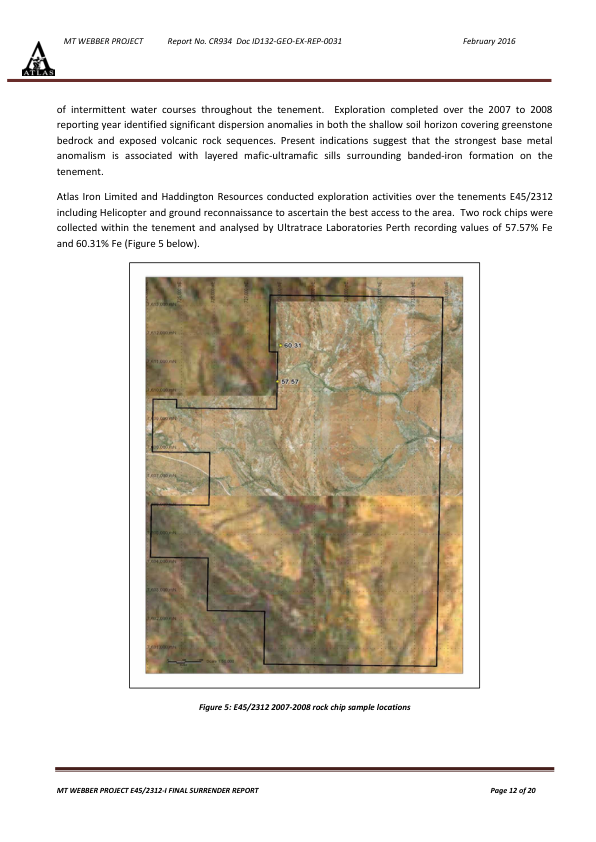 MT WEBBER PROJECT Report No. CR934 Doc ID132-GEO-EX-REP-0031 February 2016
ATLAS
of intermittent water courses throughout the tenement. Exploration completed over the 2007 to 2008
reporting year identified significant dispersion anomalies in both the shallow soil horizon covering greenstone
bedrock and exposed volcanic rock sequences. Present indications suggest that the strongest base metal
anomalism is associated with layered mafic-ultramafic sills surrounding banded-iron formation on the
tenement.
Atlas Iron Limited and Haddington Resources conducted exploration activities over the tenements E45/2312
including Helicopter and ground reconnaissance to ascertain the best access to the area. Two rock chips were
collected within the tenement and analysed by Ultratrace Laboratories Perth recording values of 57.57% Fe
and 60.31% Fe (Figure 5 below).
60.31
57.57
Figure 5: E45/2312 2007-2008 rock chip sample locations
MT WEBBER PROJECT E45/2312-I FINAL SURRENDER REPORT Page 12 of 20